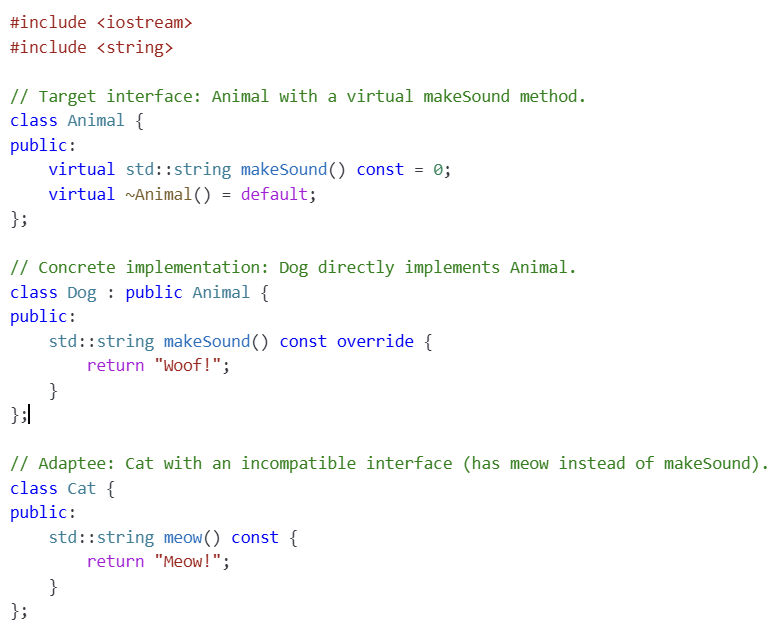 #include <iostream>
#include <string>

// Target interface: Animal with a virtual makeSound method.
class Animal {
public:
    virtual std::string makeSound() const = 0;
    virtual ~Animal() = default;
};

// Concrete implementation: Dog directly implements Animal.
class Dog : public Animal {
public:
    std::string makeSound() const override {
        return "Woof!";
    }
};

// Adaptee: Cat with an incompatible interface (has meow instead of makeSound).
class Cat {
public:
    std::string meow() const {
        return "Meow!";
    }
};